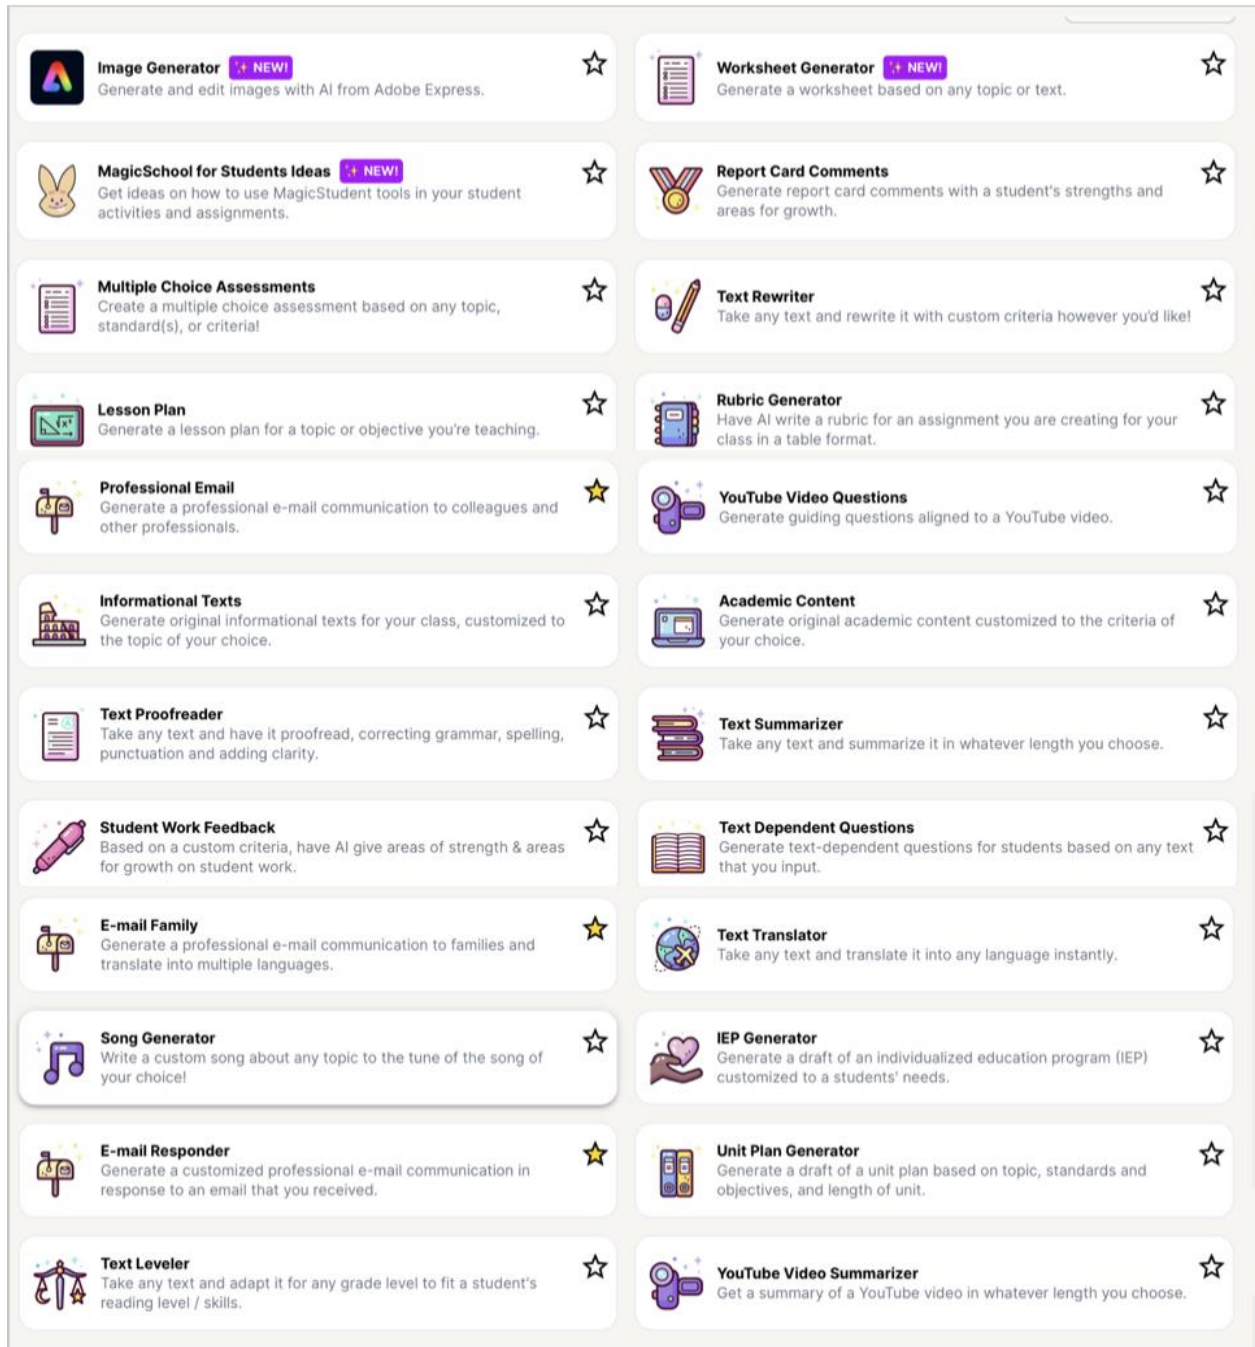 Image Generator NEW!
Generate and edit images with AI from Adobe Express.
Worksheet Generator NEW!
Generate a worksheet based on any topic or text.
MagicSchool for Students Ideas NEW!
Get ideas on how to use MagicStudent tools in your student
activities and assignments.
Report Card Comments
Generate report card comments with a student's strengths and
areas for growth.
Multiple Choice Assessments
Create a multiple choice assessment based on any topic,
standard(s), or criteria!
Text Rewriter
Take any text and rewrite it with custom criteria however you'd like!
Lesson Plan
Generate a lesson plan for a topic or objective you're teaching.
Rubric Generator
Have AI write a rubric for an assignment you are creating for your
class in a table format.
Professional Email
Generate a professional e-mail communication to colleagues and
other professionals.
YouTube Video Questions
Generate guiding questions aligned to a YouTube video.
Informational Texts
Generate original informational texts for your class, customized to
the topic of your choice.
Academic Content
Generate original academic content customized to the criteria of
your choice.
Text Proofreader
Take any text and have it proofread, correcting grammar, spelling,
punctuation and adding clarity.
Text Summarizer
Take any text and summarize it in whatever length you choose.
Student Work Feedback
Based on a custom criteria, have AI give areas of strength & areas
for growth on student work.
Text Dependent Questions
Generate text-dependent questions for students based on any text
that you input.
E-mail Family
Generate a professional e-mail communication to families and
translate into multiple languages.
Text Translator
Take any text and translate it into any language instantly.
Song Generator
Write a custom song about any topic to the tune of the song of
your choice!
IEP Generator
Generate a draft of an individualized education program (IEP)
customized to a students' needs.
E-mail Responder
Generate a customized professional e-mail communication in
response to an email that you received.
Unit Plan Generator
Generate a draft of a unit plan based on topic, standards and
objectives, and length of unit.
Text Leveler
Take any text and adapt it for any grade level to fit a student's
reading level / skills.
YouTube Video Summarizer
Get a summary of a YouTube video in whatever length you choose.